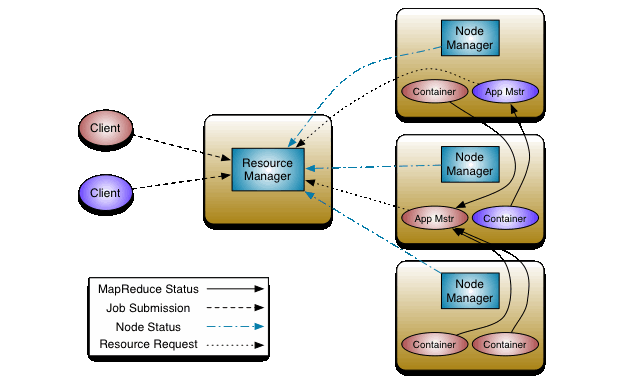 Client
Client
Resource
Manager
Node
Manager
Container
App Mstr
Node
Manager
App Mstr
Container
Node
Manager
Container
Container
MapReduce Status
Job Submission
Node Status
Resource Request